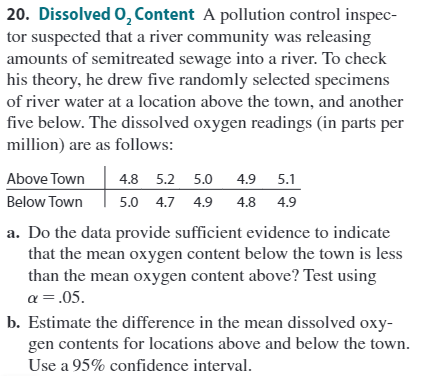 20. Dissolved O₂ Content A pollution control inspec-
tor suspected that a river community was releasing
amounts of semitreated sewage into a river. To check
his theory, he drew five randomly selected specimens
of river water at a location above the town, and another
five below. The dissolved oxygen readings (in parts per
million) are as follows:
Above Town 4.8 5.2 5.0 4.9 5.1
Below Town 5.0 4.7 4.9 4.8 4.9
a. Do the data provide sufficient evidence to indicate
that the mean oxygen content below the town is less
than the mean oxygen content above? Test using
α = .05.
b. Estimate the difference in the mean dissolved oxy-
gen contents for locations above and below the town.
Use a 95% confidence interval.